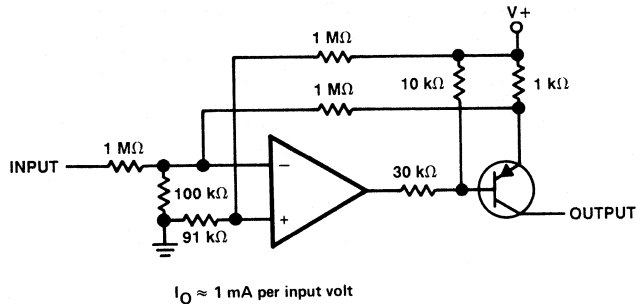 V+
1 MΩ
10 kΩ
1 kΩ
1 MΩ
1 MΩ
INPUT
−
30 kΩ
100 kΩ
+
OUTPUT
91 kΩ
IO ≈ 1 mA per input volt